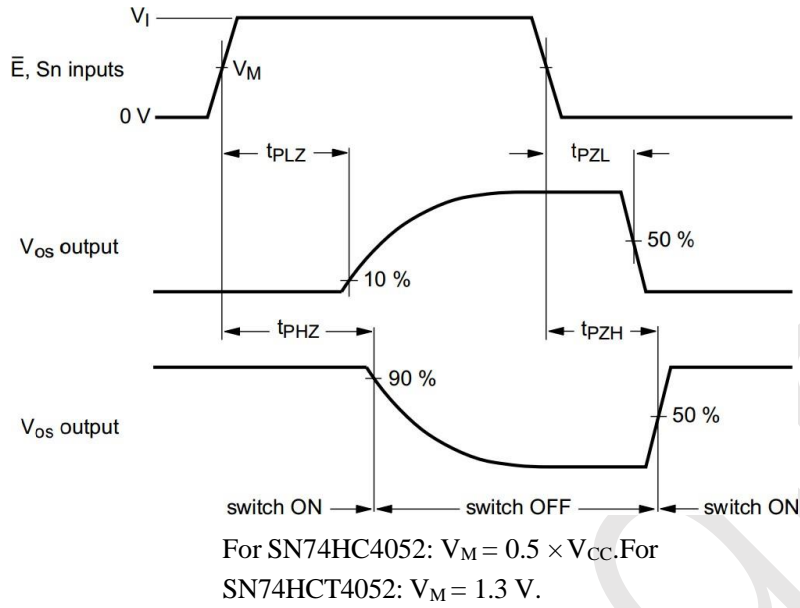 V_I
E̅, Sn inputs
V_M
0 V
t_PLZ
t_PZL
V_os output
50 %
10 %
t_PHZ
t_PZH
90 %
V_os output
50 %
switch ON
switch OFF
switch ON
For SN74HC4052: V_M = 0.5 × V_CC.For
SN74HCT4052: V_M = 1.3 V.